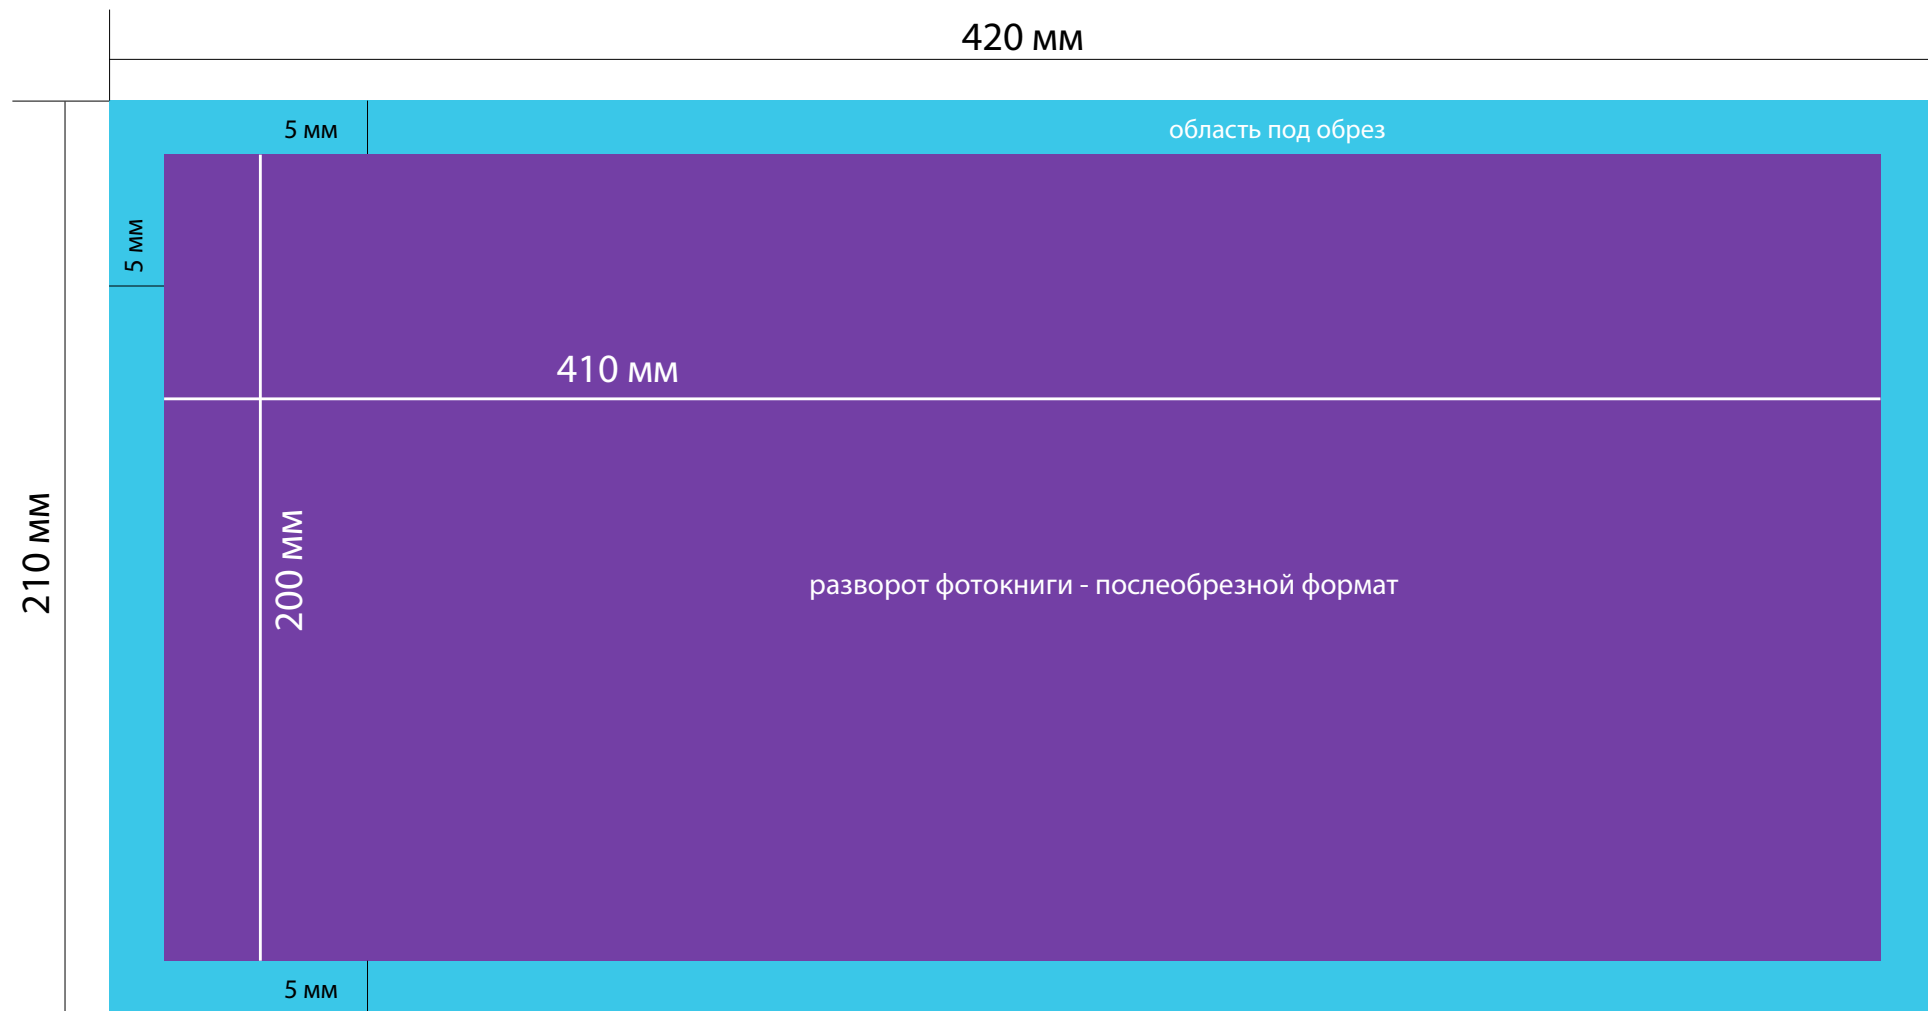 420 мм
5 мм
область под обрез
5 мм
410 мм
210 мм
200 мм
разворот фотокниги - послеобрезной формат
5 мм